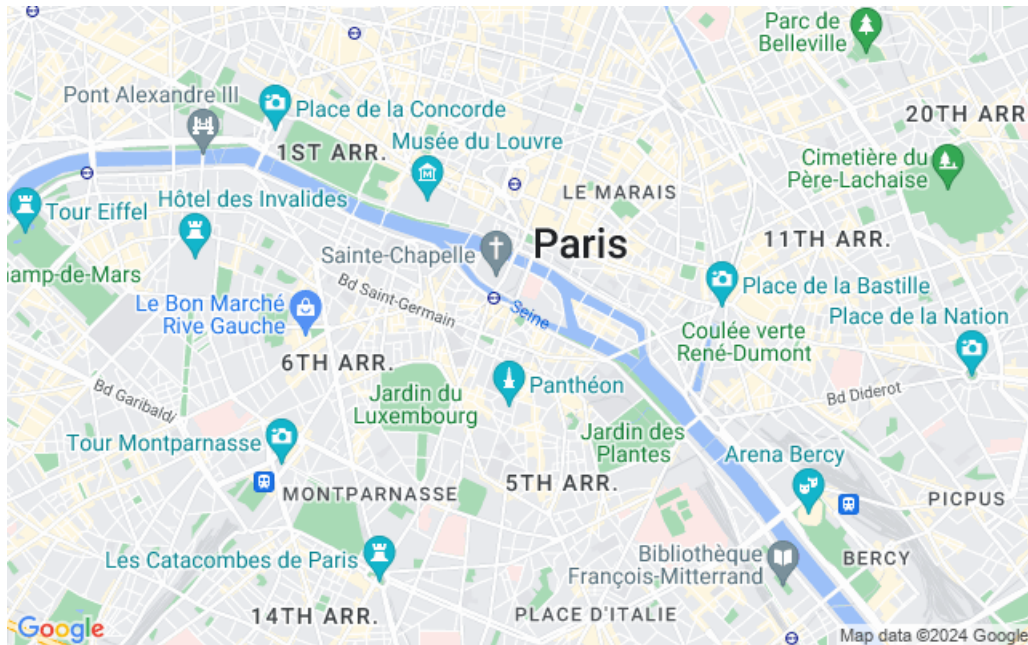 Parc de
Belleville
Pont Alexandre III
Place de la Concorde
20TH ARR
1ST ARR.
Musée du Louvre
Cimetière du
Père-Lachaise
LE MARAIS
Tour Eiffel
Hôtel des Invalides
Sainte-Chapelle
Paris
11TH ARR.
hamp-de-Mars
Bd Saint-Germain
Place de la Bastille
Le Bon Marché
Rive Gauche
Seine
Coulée verte
René-Dumont
Place de la Nation
6TH ARR.
Bd Garibaldi
Jardin du
Luxembourg
Panthéon
Bd Diderot
Tour Montparnasse
Jardin des
Plantes
Arena Bercy
MONTPARNASSE
5TH ARR.
PICPUS
Les Catacombes de Paris
Bibliothèque
François-Mitterrand
BERCY
14TH ARR.
PLACE D'ITALIE
Google
Map data ©2024 Google